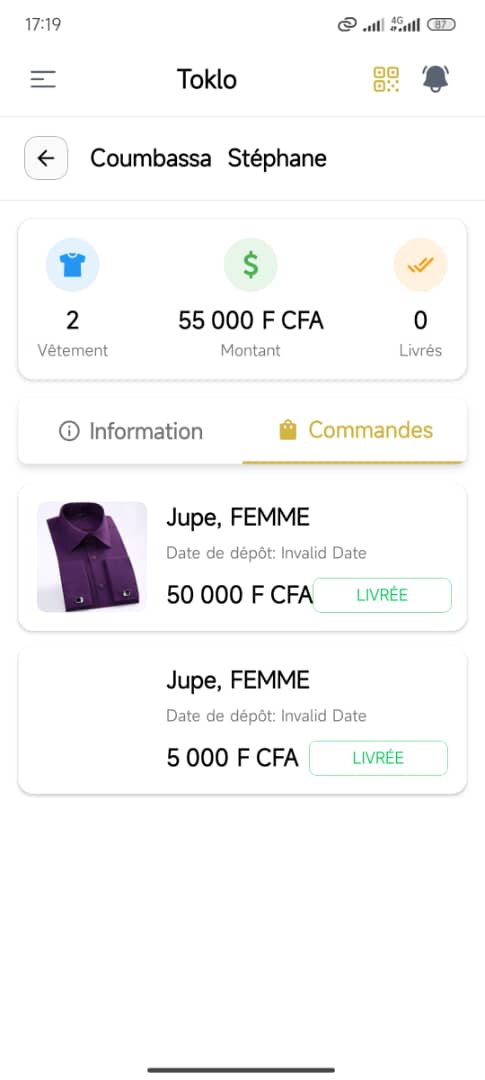 17:19
4G
87
Toklo
Coumbassa Stéphane
2
55 000 F CFA
0
Vêtement
Montant
Livrés
Information
Commandes
Jupe, FEMME
Date de dépôt: Invalid Date
50 000 F CFA
LIVRÉE
Jupe, FEMME
Date de dépôt: Invalid Date
5 000 F CFA
LIVRÉE